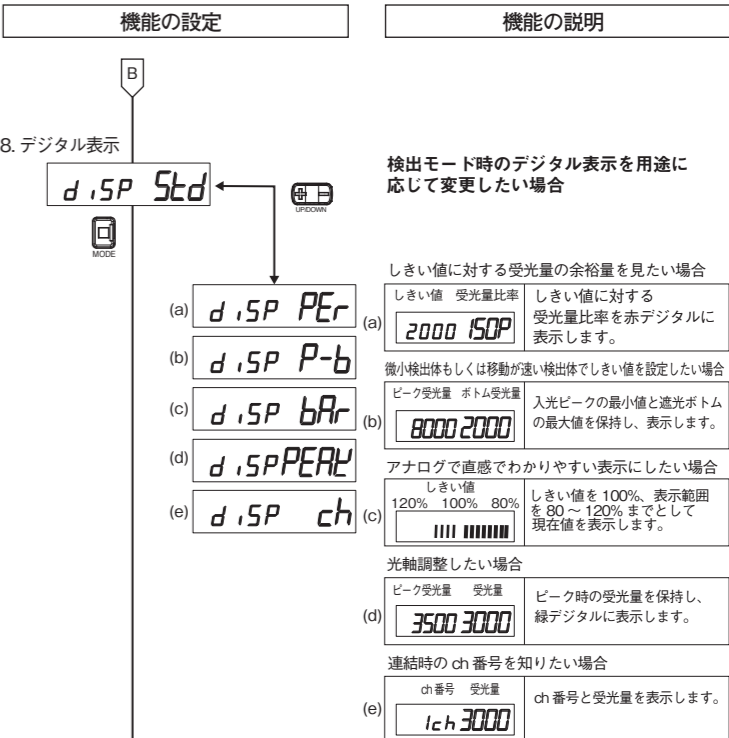 機能の設定
機能の説明
B
8. デジタル表示
diSP Std
UP/DOWN
MODE
検出モード時のデジタル表示を用途に
応じて変更したい場合
(a) diSP PEr
(b) diSP P-b
(c) diSP bAr
(d) diSP PEAK
(e) diSP ch
しきい値に対する受光量の余裕量を見たい場合
(a)
しきい値 受光量比率
2000 150P
しきい値に対する
受光量比率を赤デジタルに
表示します。
微小検出体もしくは移動が速い検出体でしきい値を設定したい場合
(b)
ピーク受光量 ボトム受光量
8000 2000
入光ピークの最小値と遮光ボトム
の最大値を保持し、表示します。
アナログで直感でわかりやすい表示にしたい場合
(c)
しきい値
120% 100% 80%
しきい値を 100%、表示範囲
を 80 ～ 120% までとして
現在値を表示します。
光軸調整したい場合
(d)
ピーク受光量 受光量
3500 3000
ピーク時の受光量を保持し、
緑デジタルに表示します。
連結時の ch 番号を知りたい場合
(e)
ch 番号 受光量
1ch 3000
ch 番号と受光量を表示します。